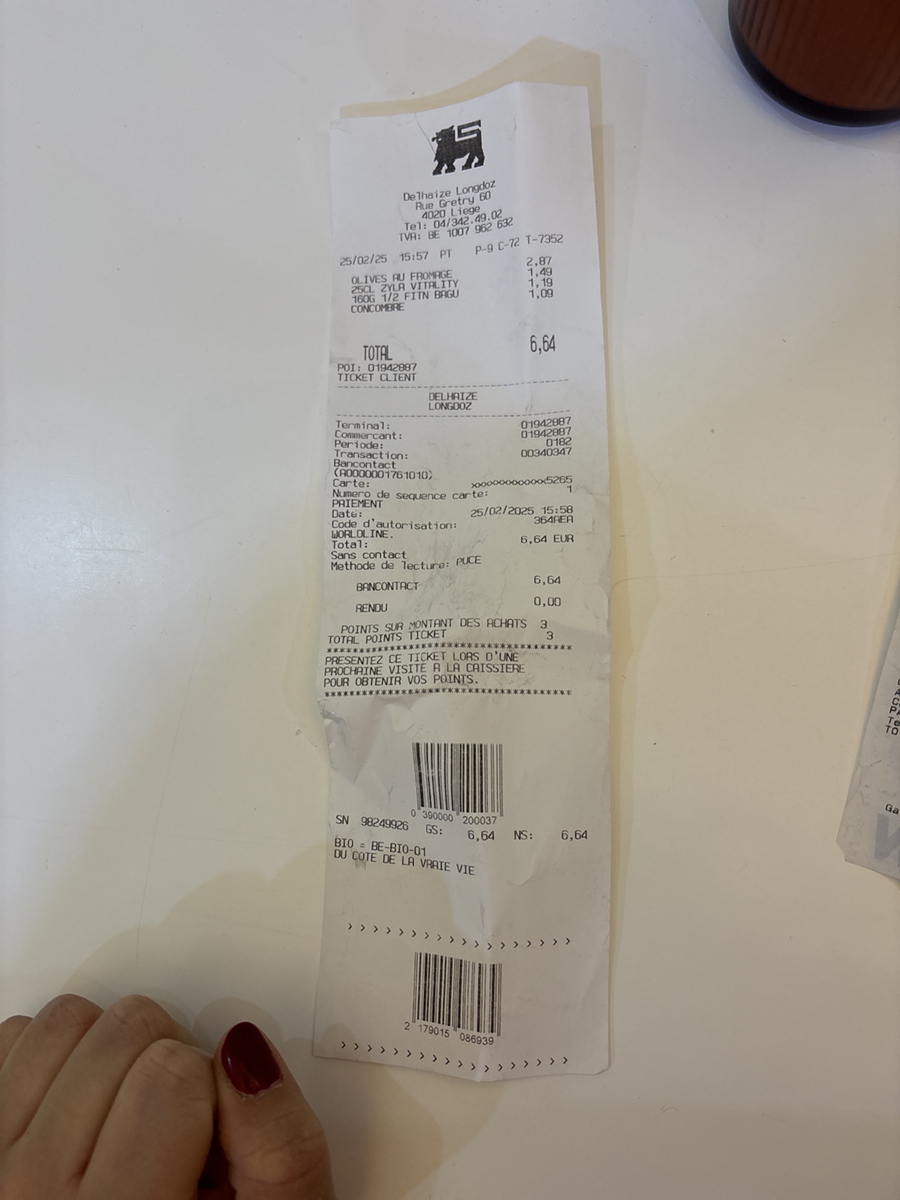 Delhaize Longdoz
Rue Gretry 60
4020 Liege
Tel: 04/342.49.02
TVA: BE 1007 962 632
25/02/25 15:57 PT P-9 C-72 T-7352
OLIVES AU FROMAGE 2,87
25CL ZYLA VITALITY 1,49
160G 1/2 FITN BAGU 1,19
CONCOMBRE 1,09
TOTAL 6,64
POI: 01942887
TICKET CLIENT
DELHAIZE
LONGDOZ
Terminal: 01942887
Commercant: 01942887
Periode: 0182
Transaction: 00340347
Bancontact
(A0000001761010)
Carte: xxxxxxxxxxxx5265
Numero de sequence carte: 1
PAIEMENT
Date: 25/02/2025 15:58
Code d'autorisation: 364AEA
WORLDLINE.
Total: 6,64 EUR
Sans contact
Methode de lecture: PUCE
BANCONTACT 6,64
RENDU 0,00
POINTS SUR MONTANT DES ACHATS 3
TOTAL POINTS TICKET 3
***************************************
PRESENTEZ CE TICKET LORS D'UNE
PROCHAINE VISITE A LA CAISSIERE
POUR OBTENIR VOS POINTS.
***************************************
0 390000 200037
SN 98249926 GS: 6,64 NS: 6,64
BIO = BE-BIO-01
DU COTE DE LA VRAIE VIE
> > > > > > > > > > > > > > > > > >
2 179015 086939
> > > > > > > > > > > > > > > > > >